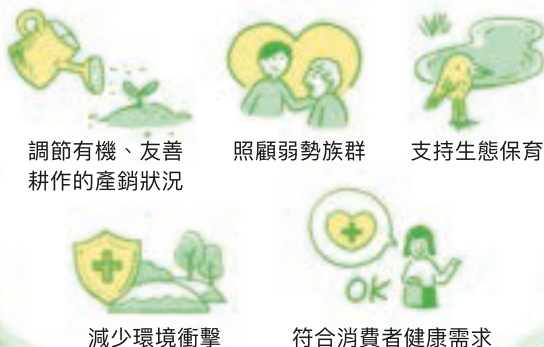 調節有機、友善
耕作的產銷狀況
照顧弱勢族群
支持生態保育
OK
減少環境衝擊
符合消費者健康需求